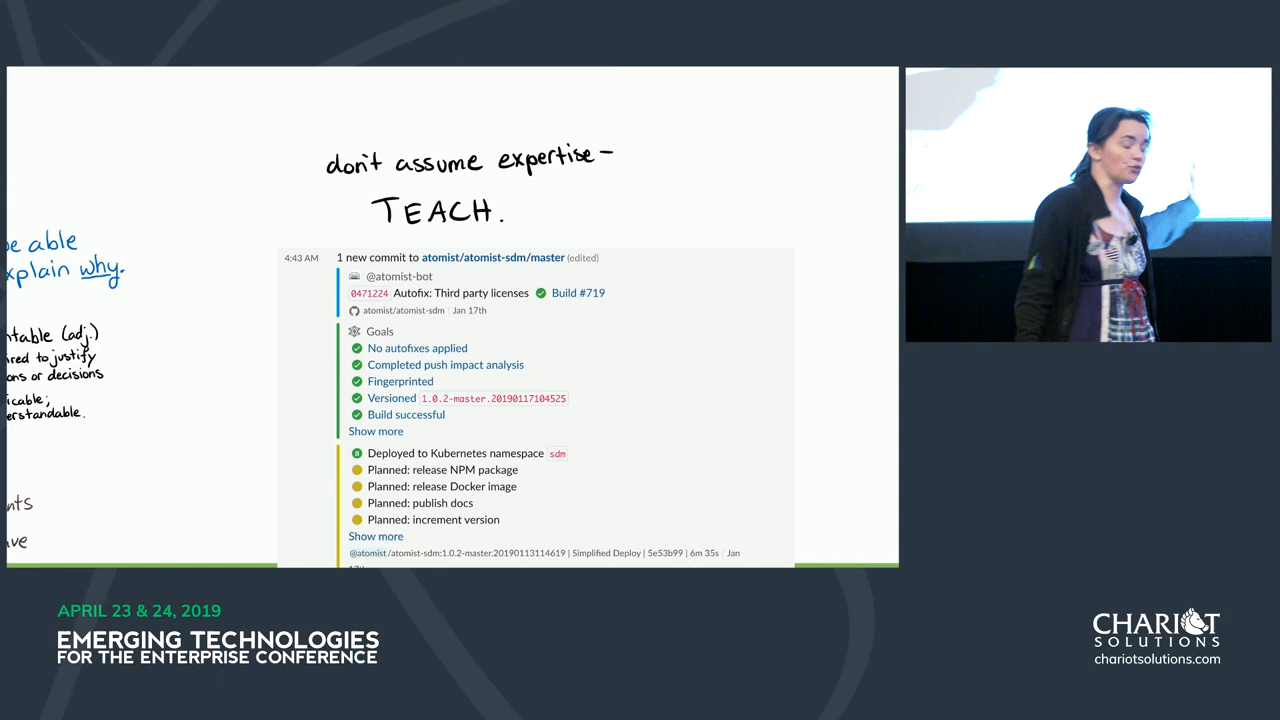 don't assume expertise –
TEACH.
be able
explain why.
ntable (adj.)
ired to justify
ons or decisions
icable;
erstandable.
nts
ve
4:43 AM 1 new commit to atomist/atomist-sdm/master (edited)
@atomist-bot
0471224 Autofix: Third party licenses Build #719
atomist/atomist-sdm | Jan 17th
Goals
No autofixes applied
Completed push impact analysis
Fingerprinted
Versioned 1.0.2-master.20190117104525
Build successful
Show more
Deployed to Kubernetes namespace sdm
Planned: release NPM package
Planned: release Docker image
Planned: publish docs
Planned: increment version
Show more
@atomist/atomist-sdm:1.0.2-master.20190113114619 | Simplified Deploy | 5e53b99 | 6m 35s | Jan
APRIL 23 & 24, 2019
EMERGING TECHNOLOGIES
FOR THE ENTERPRISE CONFERENCE
CHARIOT
SOLUTIONS
chariotsolutions.com